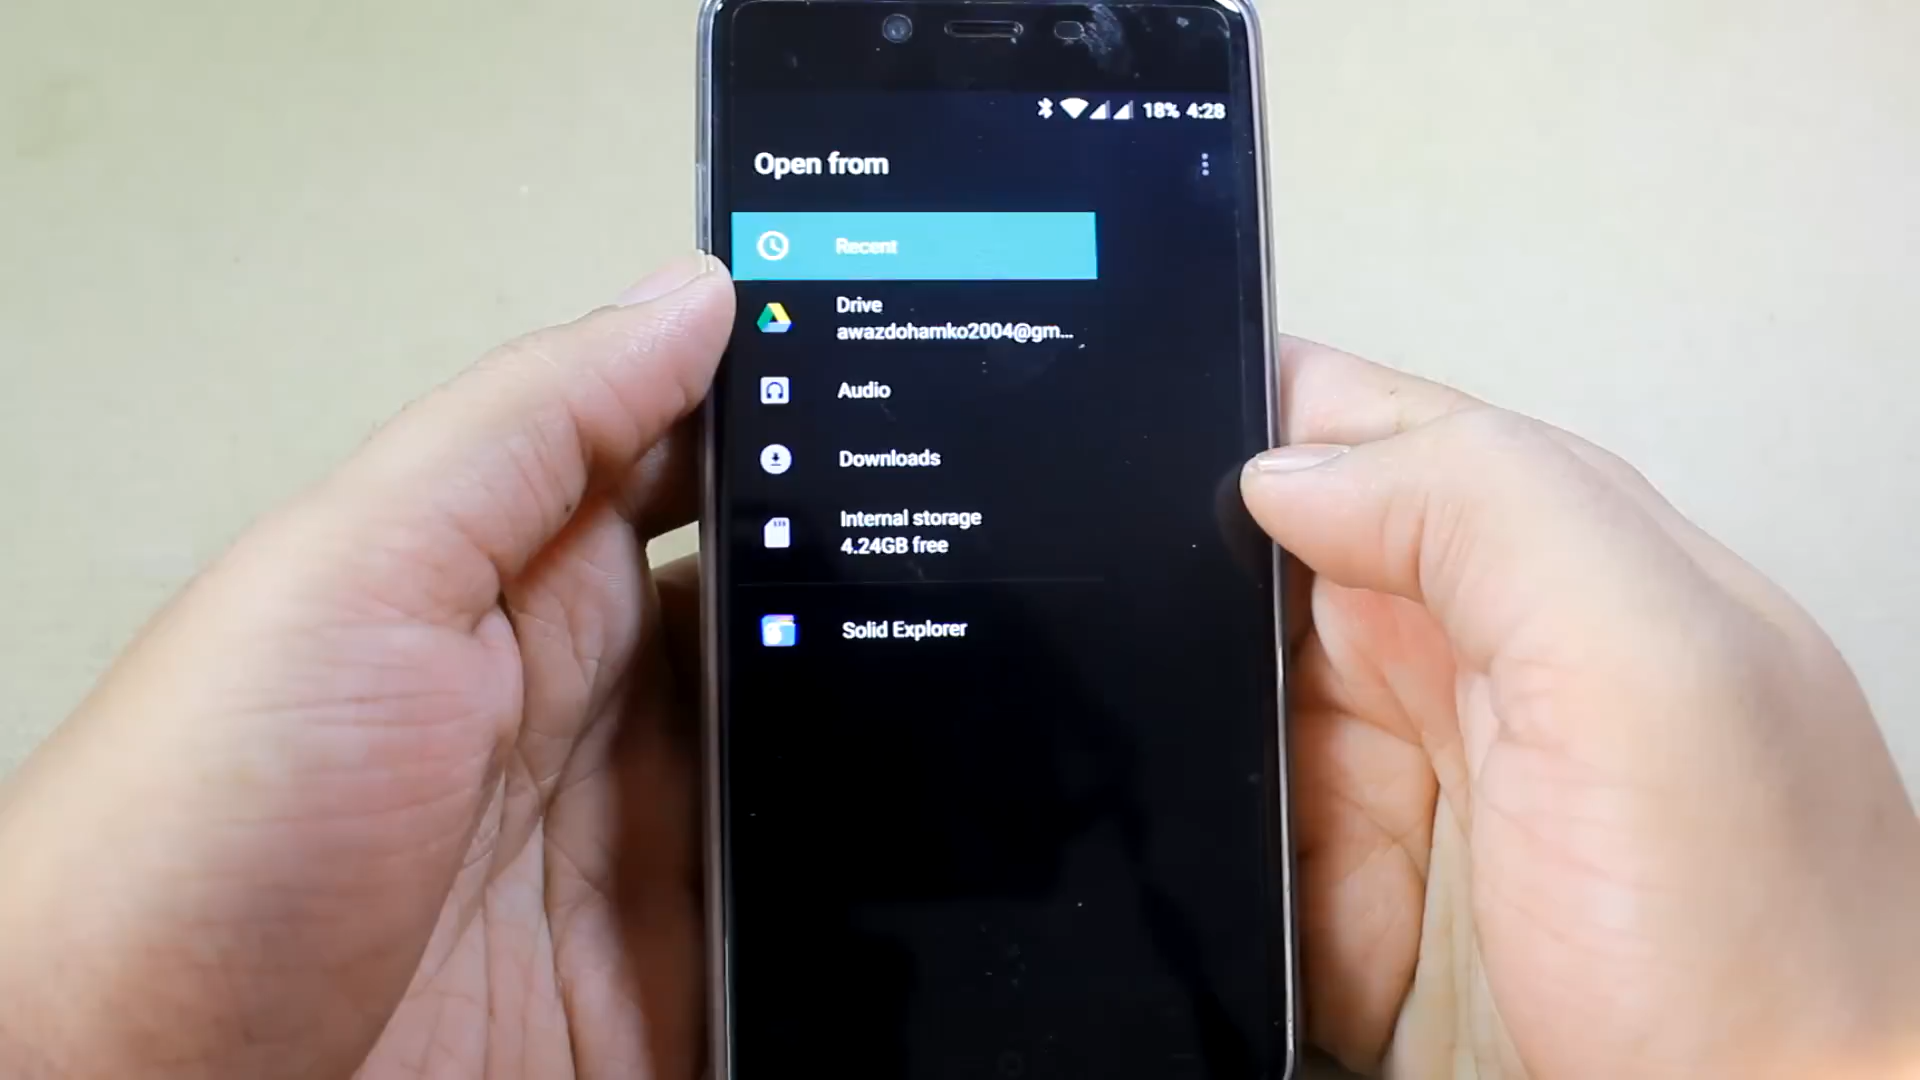 18% 4:28
Open from
Recent
Drive
awazdohamko2004@gm...
Audio
Downloads
Internal storage
4.24GB free
Solid Explorer